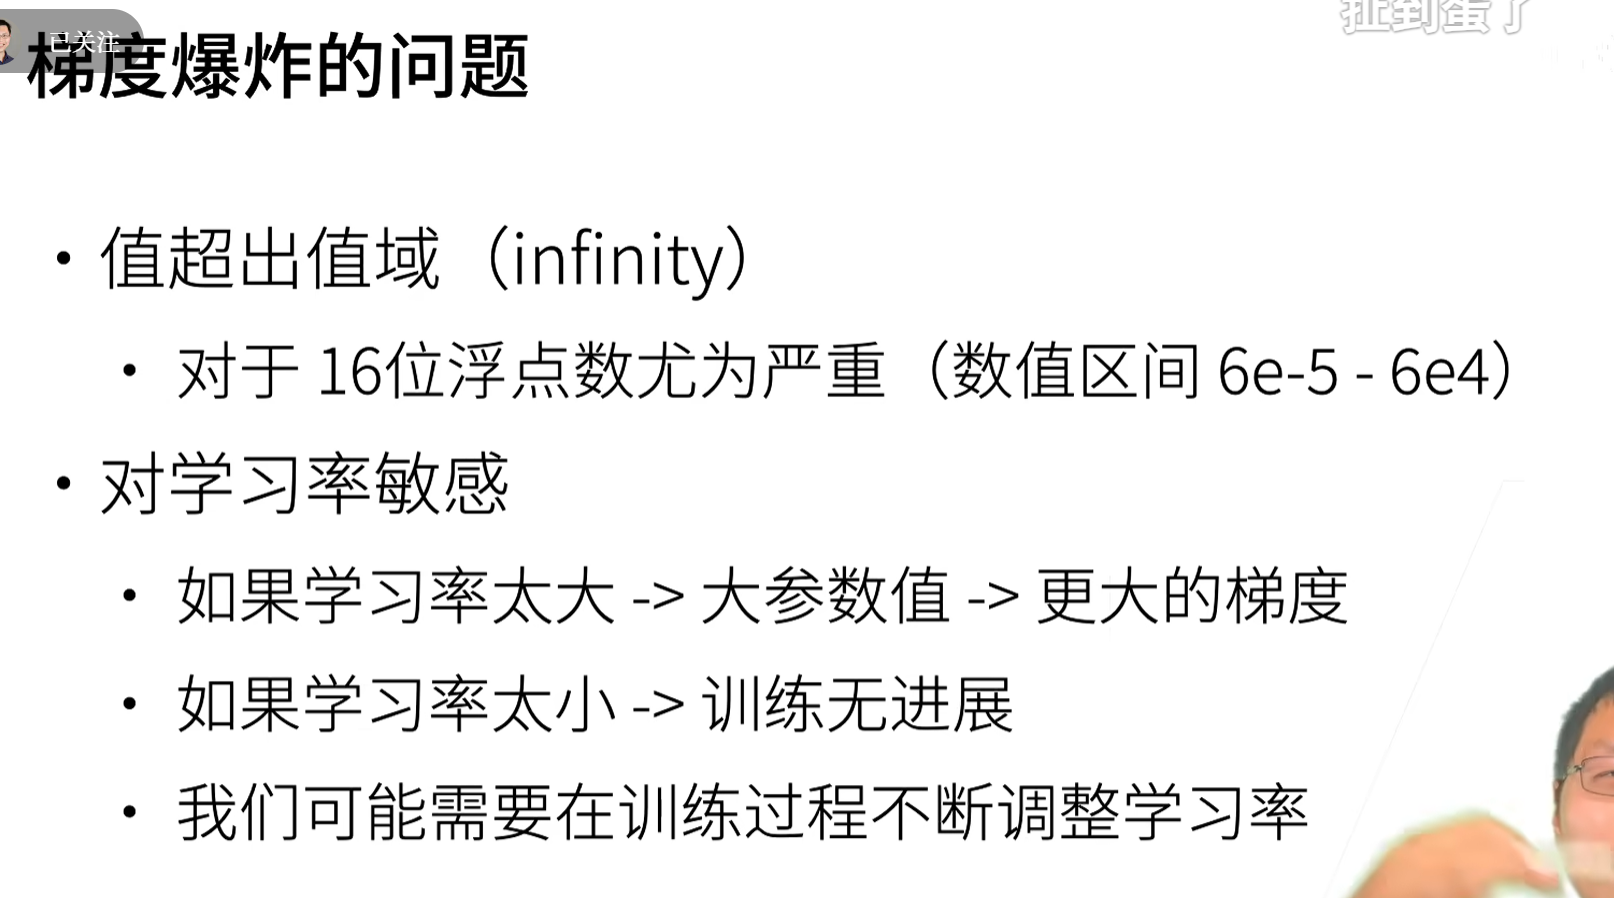 扯到蛋了
已关注
梯度爆炸的问题
• 值超出值域（infinity）
• 对于 16位浮点数尤为严重（数值区间 6e-5 - 6e4）
• 对学习率敏感
• 如果学习率太大 -> 大参数值 -> 更大的梯度
• 如果学习率太小 -> 训练无进展
• 我们可能需要在训练过程不断调整学习率